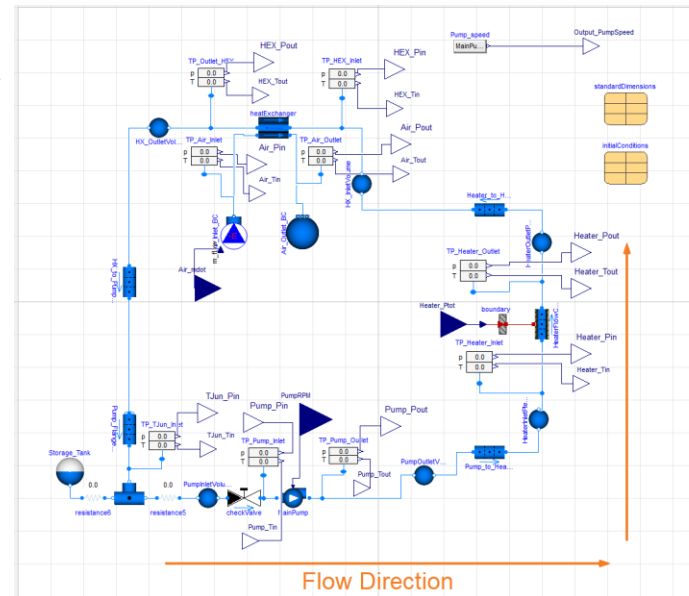 HEX_Pout
HEX_Pin
Pump_speed
MainPu...
Output_PumpSpeed
TP_Outlet_HEX
TP_HEX_Inlet
p 0.0
T 0.0
p 0.0
T 0.0
HEX_Tout
HEX_Tin
standardDimensions
heatExchanger
HX_OutletVol...
TP_Air_Inlet
Air_Pin
TP_Air_Outlet
Air_Pout
p 0.0
T 0.0
p 0.0
T 0.0
Air_Tin
Air_Tout
initialConditions
HX_InletVolume
Heater_to_H...
Air_Outlet_BC
Air_mdot
HeaterOutletP...
TP_Heater_Outlet
Heater_Pout
p 0.0
T 0.0
Heater_Tout
Heater_Ptot
boundary
HeaterFlowC...
TP_Heater_Inlet
Heater_Pin
p 0.0
T 0.0
Heater_Tin
TJun_Pin
Pump_Pin
PumpRPM
Pump_Pout
Pump_Flange...
TP_TJun_Inlet
p 0.0
T 0.0
TJun_Tin
TP_Pump_Inlet
p 0.0
T 0.0
TP_Pump_Outlet
p 0.0
T 0.0
Pump_Tout
Storage_Tank
0.0
0.0
PumpInletVolu...
PumpOutletV...
Pump_to_Hea...
resistance6
resistance5
checkValve
MainPump
Pump_Tin
Flow Direction